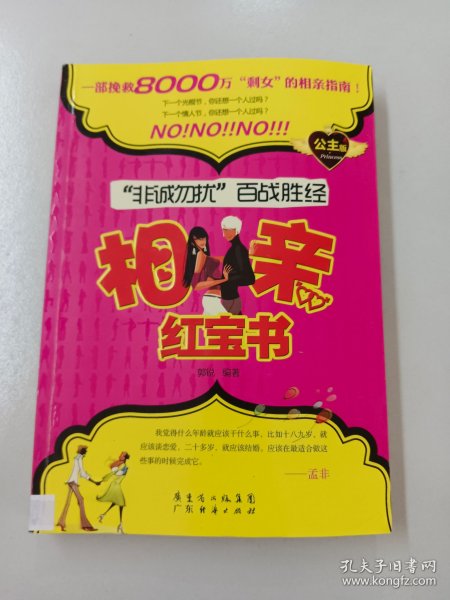 一部挽救8000万“剩女”的相亲指南！
下一个光棍节，你还想一个人过吗？
下一个情人节，你还想一个人过吗？
NO!NO!!NO!!!
公主版
Princess
“非诚勿扰”百战胜经
相亲
红宝书
郭锐 编著
我觉得什么年龄就应该干什么事，比如十八九岁，就
应该谈恋爱，二十多岁，就应该结婚。应该在最适合做这
些事的时候完成它。
——孟非
广东省出版集团
广东经济出版社
孔夫子旧书网
www.kongfz.com